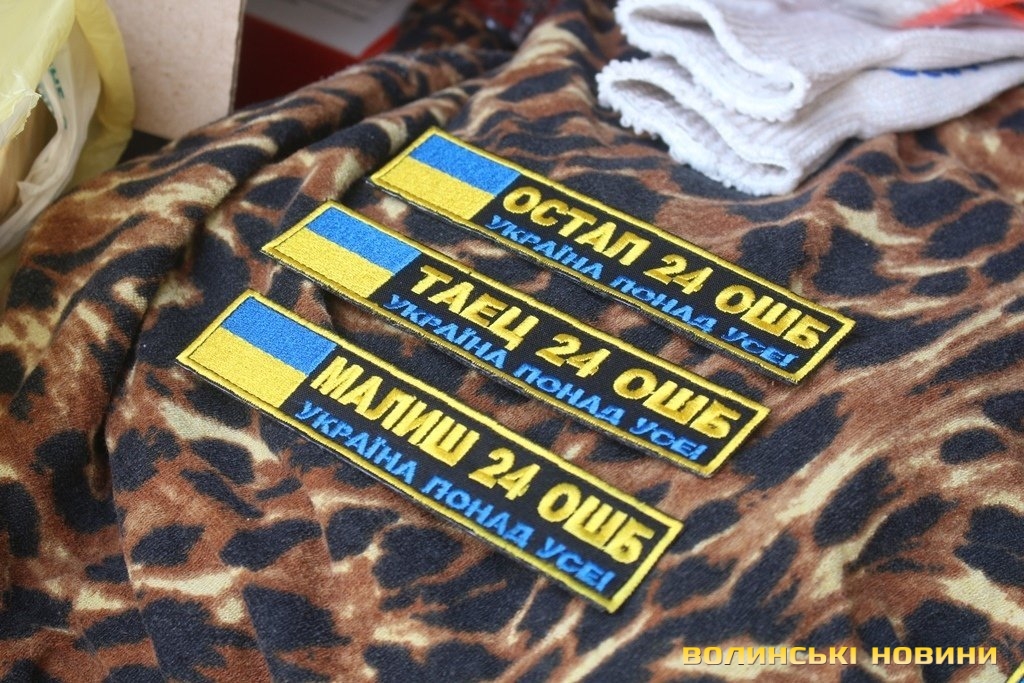 ОСТАП 24 ОШБ
УКРАЇНА ПОНАД УСЕ!
ТАЕЦ 24 ОШБ
УКРАЇНА ПОНАД УСЕ!
МАЛИШ 24 ОШБ
УКРАЇНА ПОНАД УСЕ!
ВОЛИНСЬКІ НОВИНИ